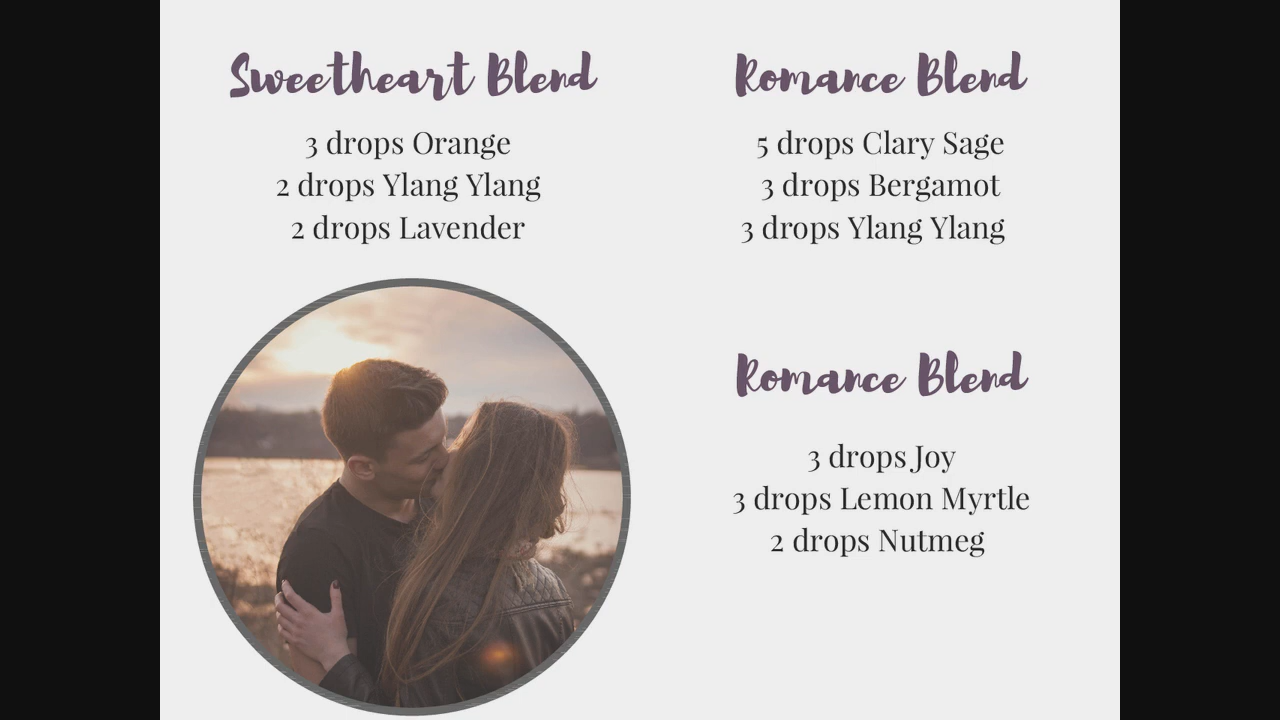 Sweetheart Blend
3 drops Orange
2 drops Ylang Ylang
2 drops Lavender
Romance Blend
5 drops Clary Sage
3 drops Bergamot
3 drops Ylang Ylang
Romance Blend
3 drops Joy
3 drops Lemon Myrtle
2 drops Nutmeg